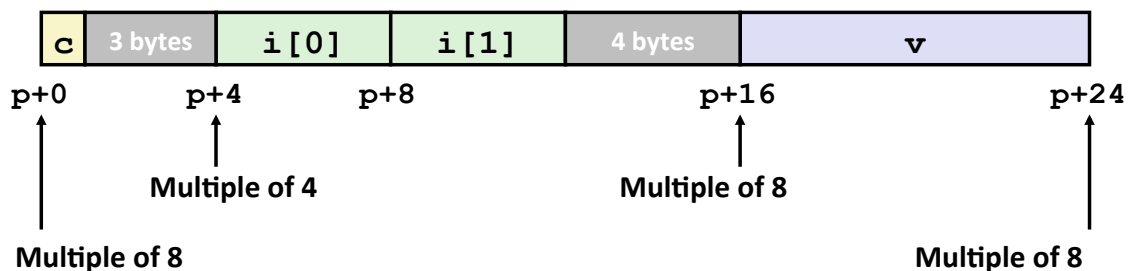 c 3 bytes i[0] i[1] 4 bytes v
p+0 p+4 p+8 p+16 p+24
Multiple of 4 Multiple of 8
Multiple of 8 Multiple of 8